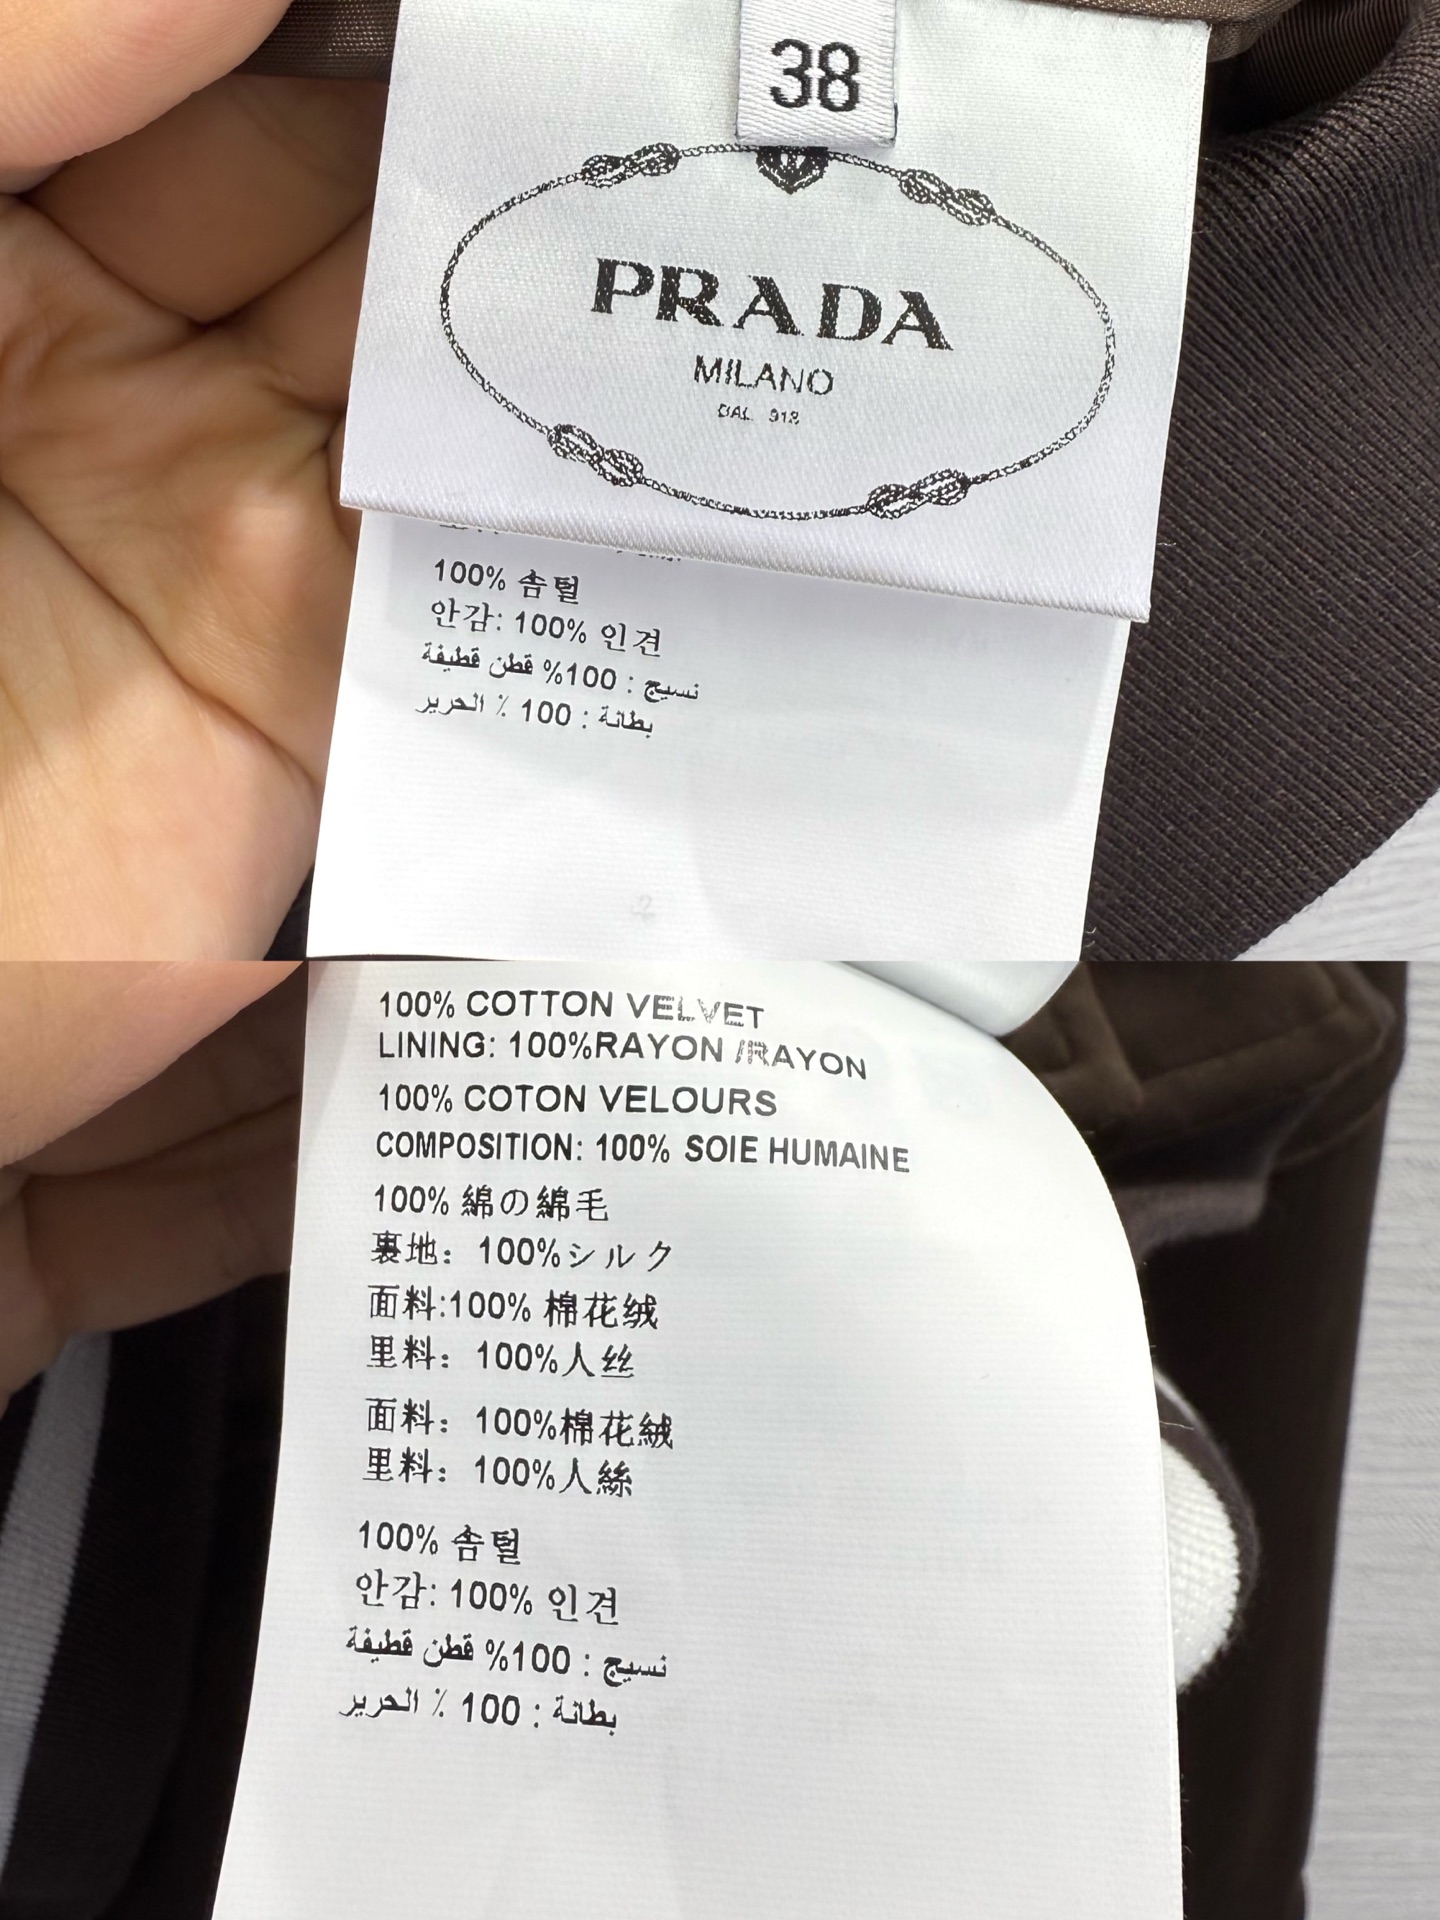 38
PRADA
MILANO
DAL 918
100% 솜털
안감: 100% 인견
نسيج : 100% قطن قطيفة
بطانة : 100 ٪ الحرير
100% COTTON VELVET
LINING: 100%RAYON /RAYON
100% COTON VELOURS
COMPOSITION: 100% SOIE HUMAINE
100% 綿の綿毛
裏地：100%シルク
面料:100% 棉花绒
里料：100%人丝
面料：100%棉花絨
里料：100%人絲
100% 솜털
안감: 100% 인견
نسيج : 100% قطن قطيفة
بطانة : 100 ٪ الحرير